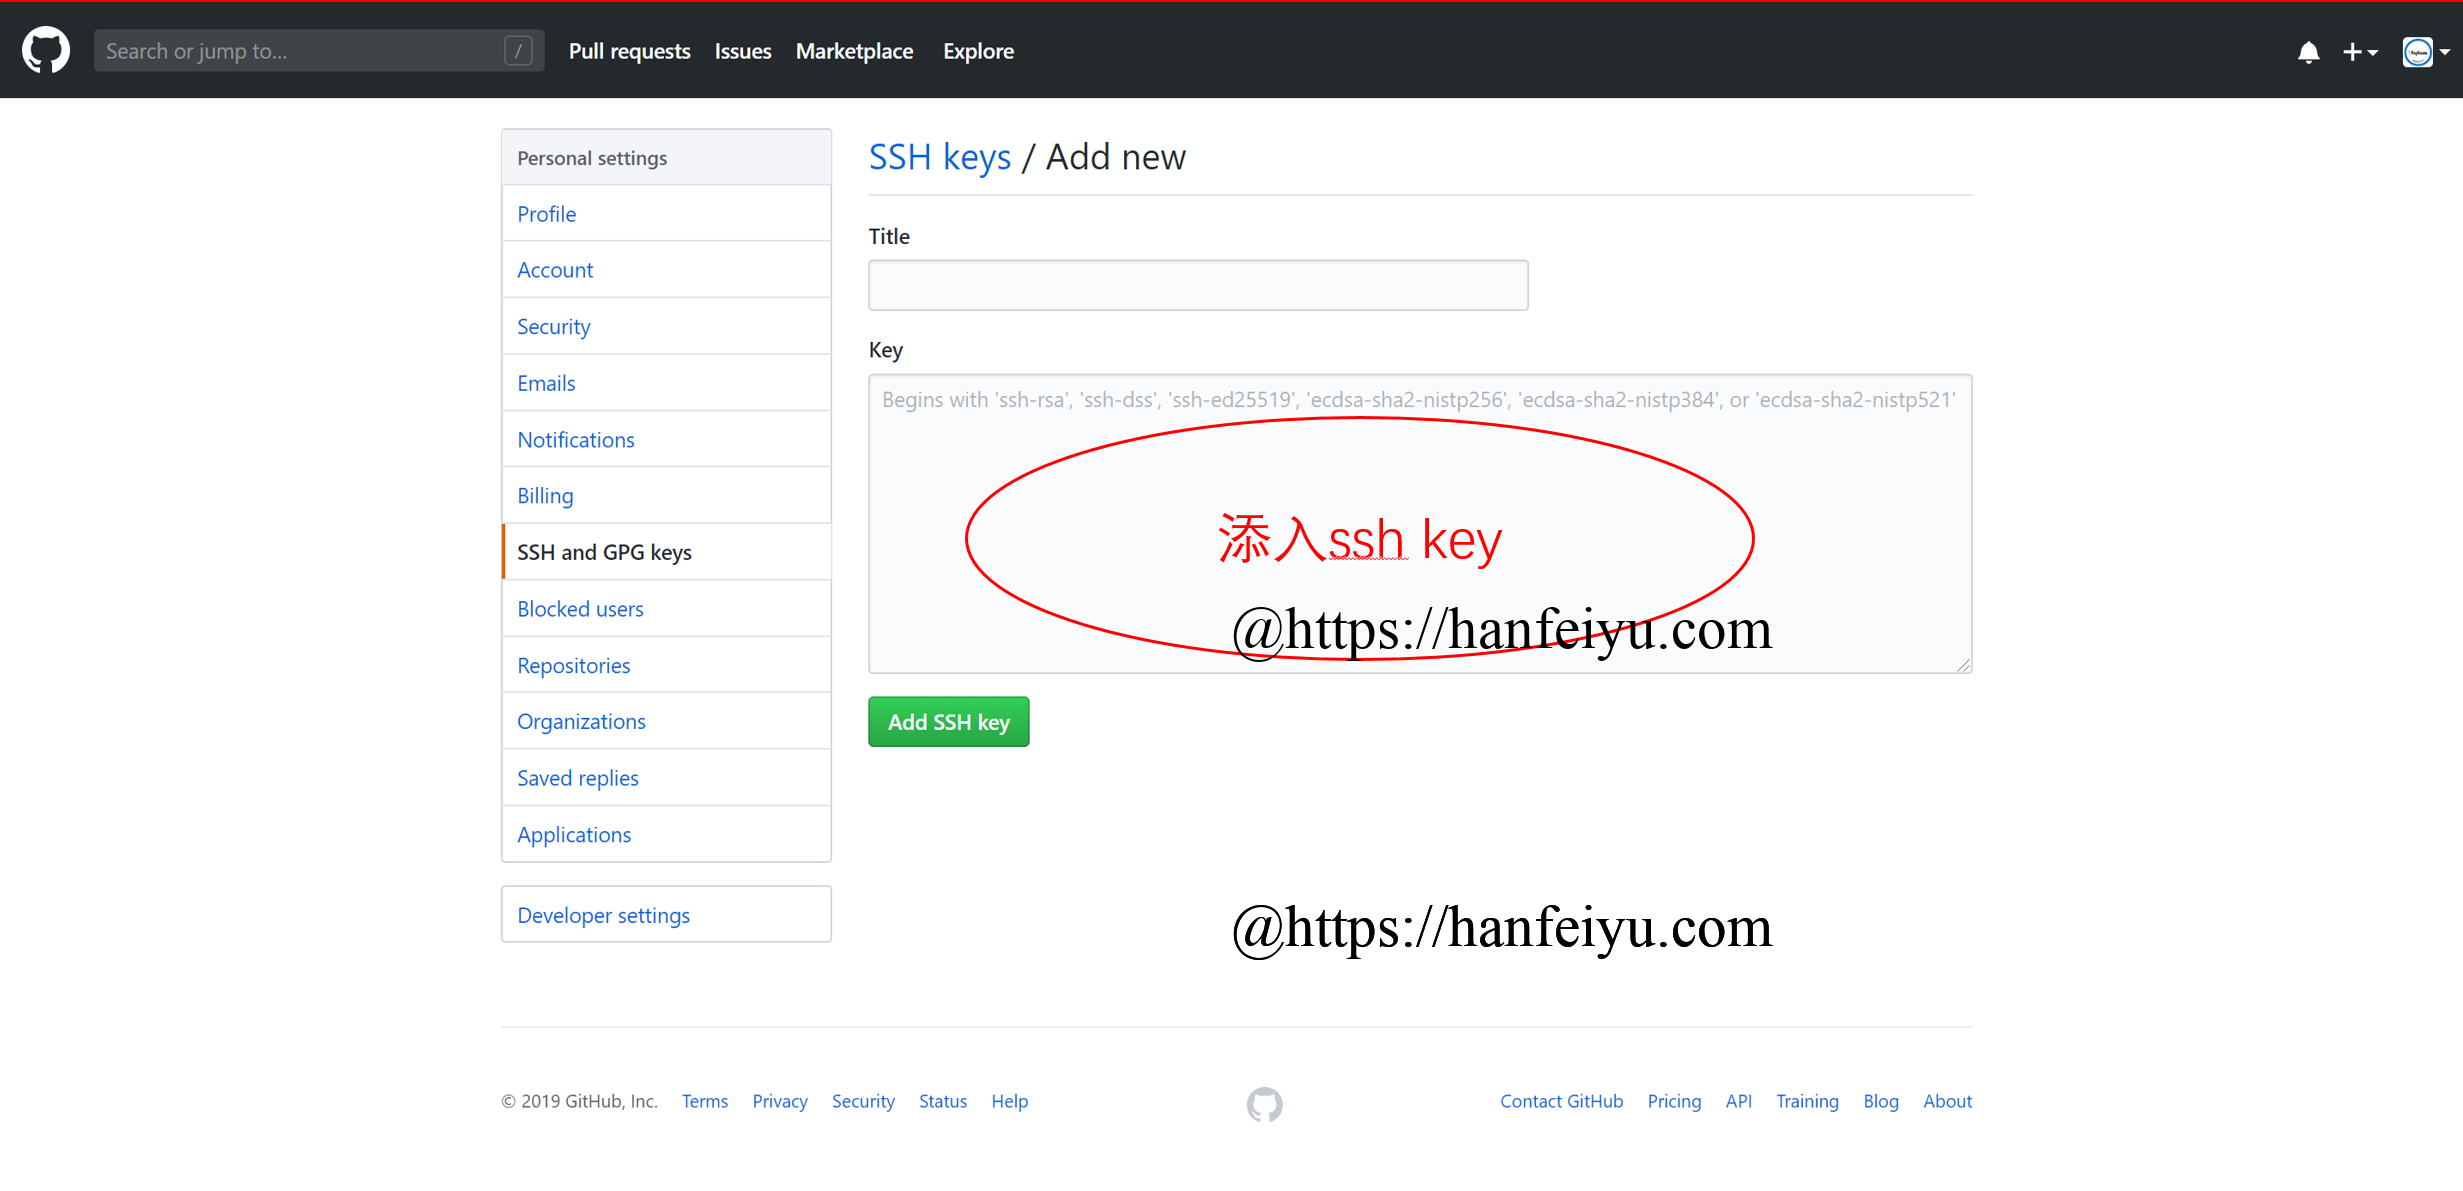 Search or jump to... /
Pull requests Issues Marketplace Explore
Personal settings
Profile
Account
Security
Emails
Notifications
Billing
SSH and GPG keys
Blocked users
Repositories
Organizations
Saved replies
Applications
Developer settings
SSH keys / Add new
Title
Key
Begins with 'ssh-rsa', 'ssh-dss', 'ssh-ed25519', 'ecdsa-sha2-nistp256', 'ecdsa-sha2-nistp384', or 'ecdsa-sha2-nistp521'
添入ssh key
@https://hanfeiyu.com
Add SSH key
@https://hanfeiyu.com
© 2019 GitHub, Inc. Terms Privacy Security Status Help
Contact GitHub Pricing API Training Blog About